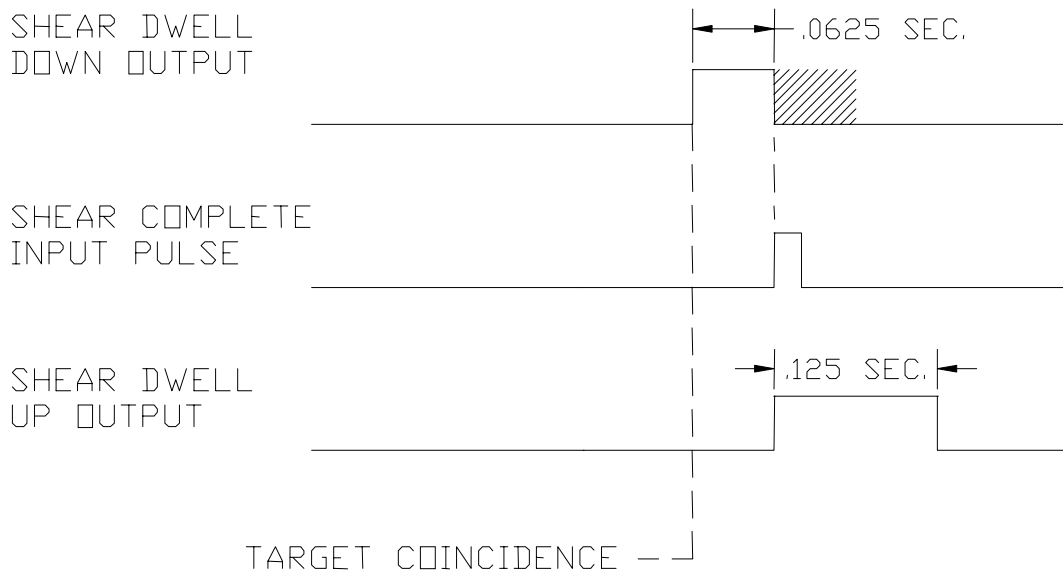 SHEAR DWELL
DOWN OUTPUT
.0625 SEC.
SHEAR COMPLETE
INPUT PULSE
SHEAR DWELL
UP OUTPUT
.125 SEC.
TARGET COINCIDENCE